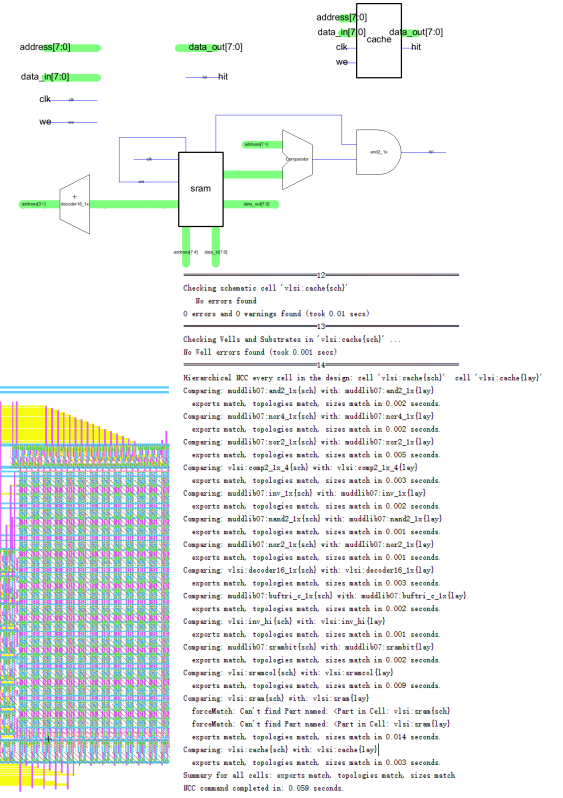 address[7:0]
data_in[7:0]
clk
we
cache
data_out[7:0]
hit
address[7:0]
data_out[7:0]
data_in[7:0]
hit
clk
clk
we
we
address[7:4]
Comparator
and2_1x
clk
we
sram
address[3:0]
+
decoder16_1x
data_out[7:0]
address[7:4]
data_in[7:0]
12
Checking schematic cell 'vlsi:cache{sch}'
No errors found
0 errors and 0 warnings found (took 0.01 secs)
13
Checking Wells and Substrates in 'vlsi:cache{sch}' ...
No Well errors found (took 0.001 secs)
14
Hierarchical NCC every cell in the design: cell 'vlsi:cache{sch}'  cell 'vlsi:cache{lay}'
Comparing: muddlib07:and2_1x{sch} with: muddlib07:and2_1x{lay}
exports match, topologies match, sizes match in 0.002 seconds.
Comparing: muddlib07:nor4_1x{sch} with: muddlib07:nor4_1x{lay}
exports match, topologies match, sizes match in 0.002 seconds.
Comparing: muddlib07:xor2_1x{sch} with: muddlib07:xor2_1x{lay}
exports match, topologies match, sizes match in 0.005 seconds.
Comparing: vlsi:comp2_1x_4{sch} with: vlsi:comp2_1x_4{lay}
exports match, topologies match, sizes match in 0.003 seconds.
Comparing: muddlib07:inv_1x{sch} with: muddlib07:inv_1x{lay}
exports match, topologies match, sizes match in 0.002 seconds.
Comparing: muddlib07:nand2_1x{sch} with: muddlib07:nand2_1x{lay}
exports match, topologies match, sizes match in 0.001 seconds.
Comparing: muddlib07:nor2_1x{sch} with: muddlib07:nor2_1x{lay}
exports match, topologies match, sizes match in 0.001 seconds.
Comparing: vlsi:decoder16_1x{sch} with: vlsi:decoder16_1x{lay}
exports match, topologies match, sizes match in 0.003 seconds.
Comparing: muddlib07:buftri_c_1x{sch} with: muddlib07:buftri_c_1x{lay}
exports match, topologies match, sizes match in 0.002 seconds.
Comparing: vlsi:inv_hi{sch} with: vlsi:inv_hi{lay}
exports match, topologies match, sizes match in 0.001 seconds.
Comparing: muddlib07:srambit{sch} with: muddlib07:srambit{lay}
exports match, topologies match, sizes match in 0.002 seconds.
Comparing: vlsi:sramcol{sch} with: vlsi:sramcol{lay}
exports match, topologies match, sizes match in 0.009 seconds.
Comparing: vlsi:sram{sch} with: vlsi:sram{lay}
forceMatch: Can't find Part named: (Part in Cell: vlsi:sram{sch}
forceMatch: Can't find Part named: (Part in Cell: vlsi:sram{lay}
exports match, topologies match, sizes match in 0.014 seconds.
Comparing: vlsi:cache{sch} with: vlsi:cache{lay}
exports match, topologies match, sizes match in 0.003 seconds.
Summary for all cells: exports match, topologies match, sizes match
NCC command completed in: 0.059 seconds.